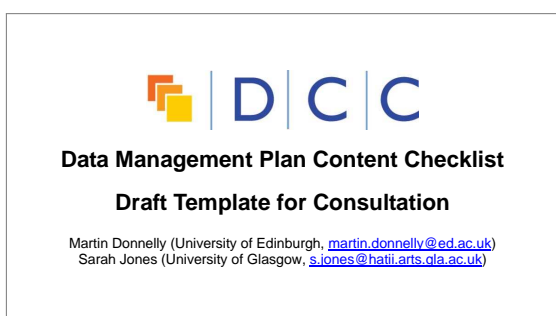 DCC
Data Management Plan Content Checklist
Draft Template for Consultation
Martin Donnelly (University of Edinburgh, martin.donnelly@ed.ac.uk)
Sarah Jones (University of Glasgow, s.jones@hatii.arts.gla.ac.uk)